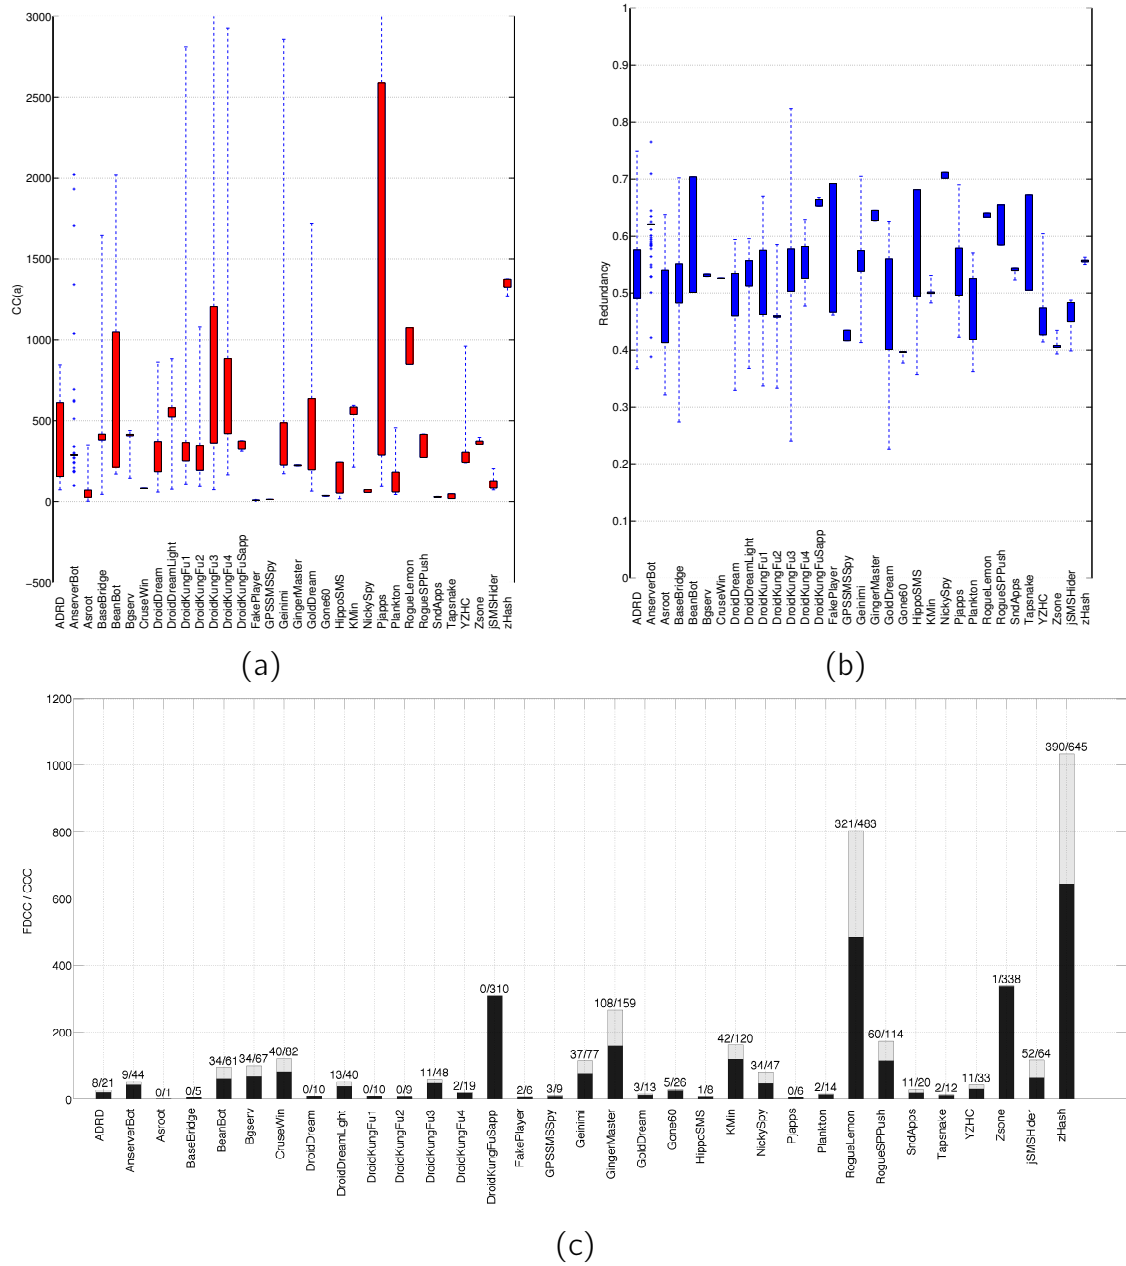 3000
2500
2000
1500
1000
500
0
−500
CC(a)
ADRD
AnserverBot
Asroot
BaseBridge
BeanBot
Bgserv
CruseWin
DroidDream
DroidDreamLight
DroidKungFu1
DroidKungFu2
DroidKungFu3
DroidKungFu4
DroidKungFuSapp
FakePlayer
GPSSMSSpy
Geinimi
GingerMaster
GoldDream
Gone60
HippoSMS
KMin
NickySpy
Pjapps
Plankton
RogueLemon
RogueSPPush
SndApps
Tapsnake
YZHC
Zsone
jSMSHider
zHash
(a)
1
0.9
0.8
0.7
0.6
0.5
0.4
0.3
0.2
0.1
0
Redundancy
ADRD
AnserverBot
Asroot
BaseBridge
BeanBot
Bgserv
CruseWin
DroidDream
DroidDreamLight
DroidKungFu1
DroidKungFu2
DroidKungFu3
DroidKungFu4
DroidKungFuSapp
FakePlayer
GPSSMSSpy
Geinimi
GingerMaster
GoldDream
Gone60
HippoSMS
KMin
NickySpy
Pjapps
Plankton
RogueLemon
RogueSPPush
SndApps
Tapsnake
YZHC
Zsone
jSMSHider
zHash
(b)
1200
1000
800
600
400
200
0
FDCC / CCC
8/21
9/44
0/1
0/5
34/61
34/67
40/82
0/10
13/40
0/10
0/9
11/48
2/19
0/310
2/6
3/9
37/77
108/159
3/13
5/26
1/8
42/120
34/47
0/6
2/14
321/483
60/114
11/20
2/12
11/33
1/338
52/64
390/645
ADRD
AnserverBot
Asroot
BaseBridge
BeanBot
Bgserv
CruseWin
DroidDream
DroidDreamLight
DroidKungFu1
DroidKungFu2
DroidKungFu3
DroidKungFu4
DroidKungFuSapp
FakePlayer
GPSSMSSpy
Geinimi
GingerMaster
GoldDream
Gone60
HippoSMS
KMin
NickySpy
Pjapps
Plankton
RogueLemon
RogueSPPush
SndApps
Tapsnake
YZHC
Zsone
jSMSHider
zHash
(c)